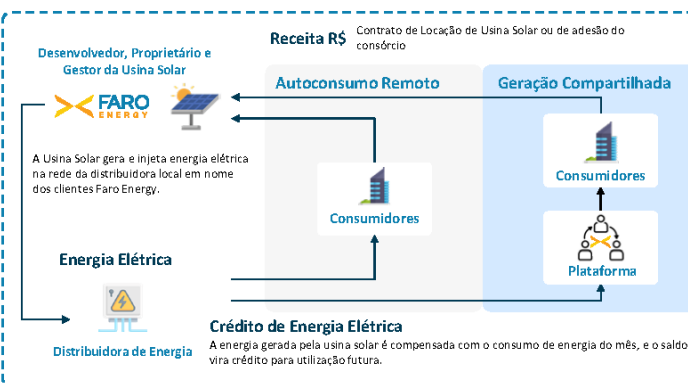 Receita R$
Contrato de Locação de Usina Solar ou de adesão do
consórcio
Desenvolvedor, Proprietário e
Gestor da Usina Solar
FARO
ENERGY
A Usina Solar gera e injeta energia elétrica
na rede da distribuidora local em nome
dos clientes Faro Energy.
Autoconsumo Remoto
Consumidores
Geração Compartilhada
Consumidores
Plataforma
Energia Elétrica
Distribuidora de Energia
Crédito de Energia Elétrica
A energia gerada pela usina solar é compensada com o consumo de energia do mês, e o saldo
vira crédito para utilização futura.